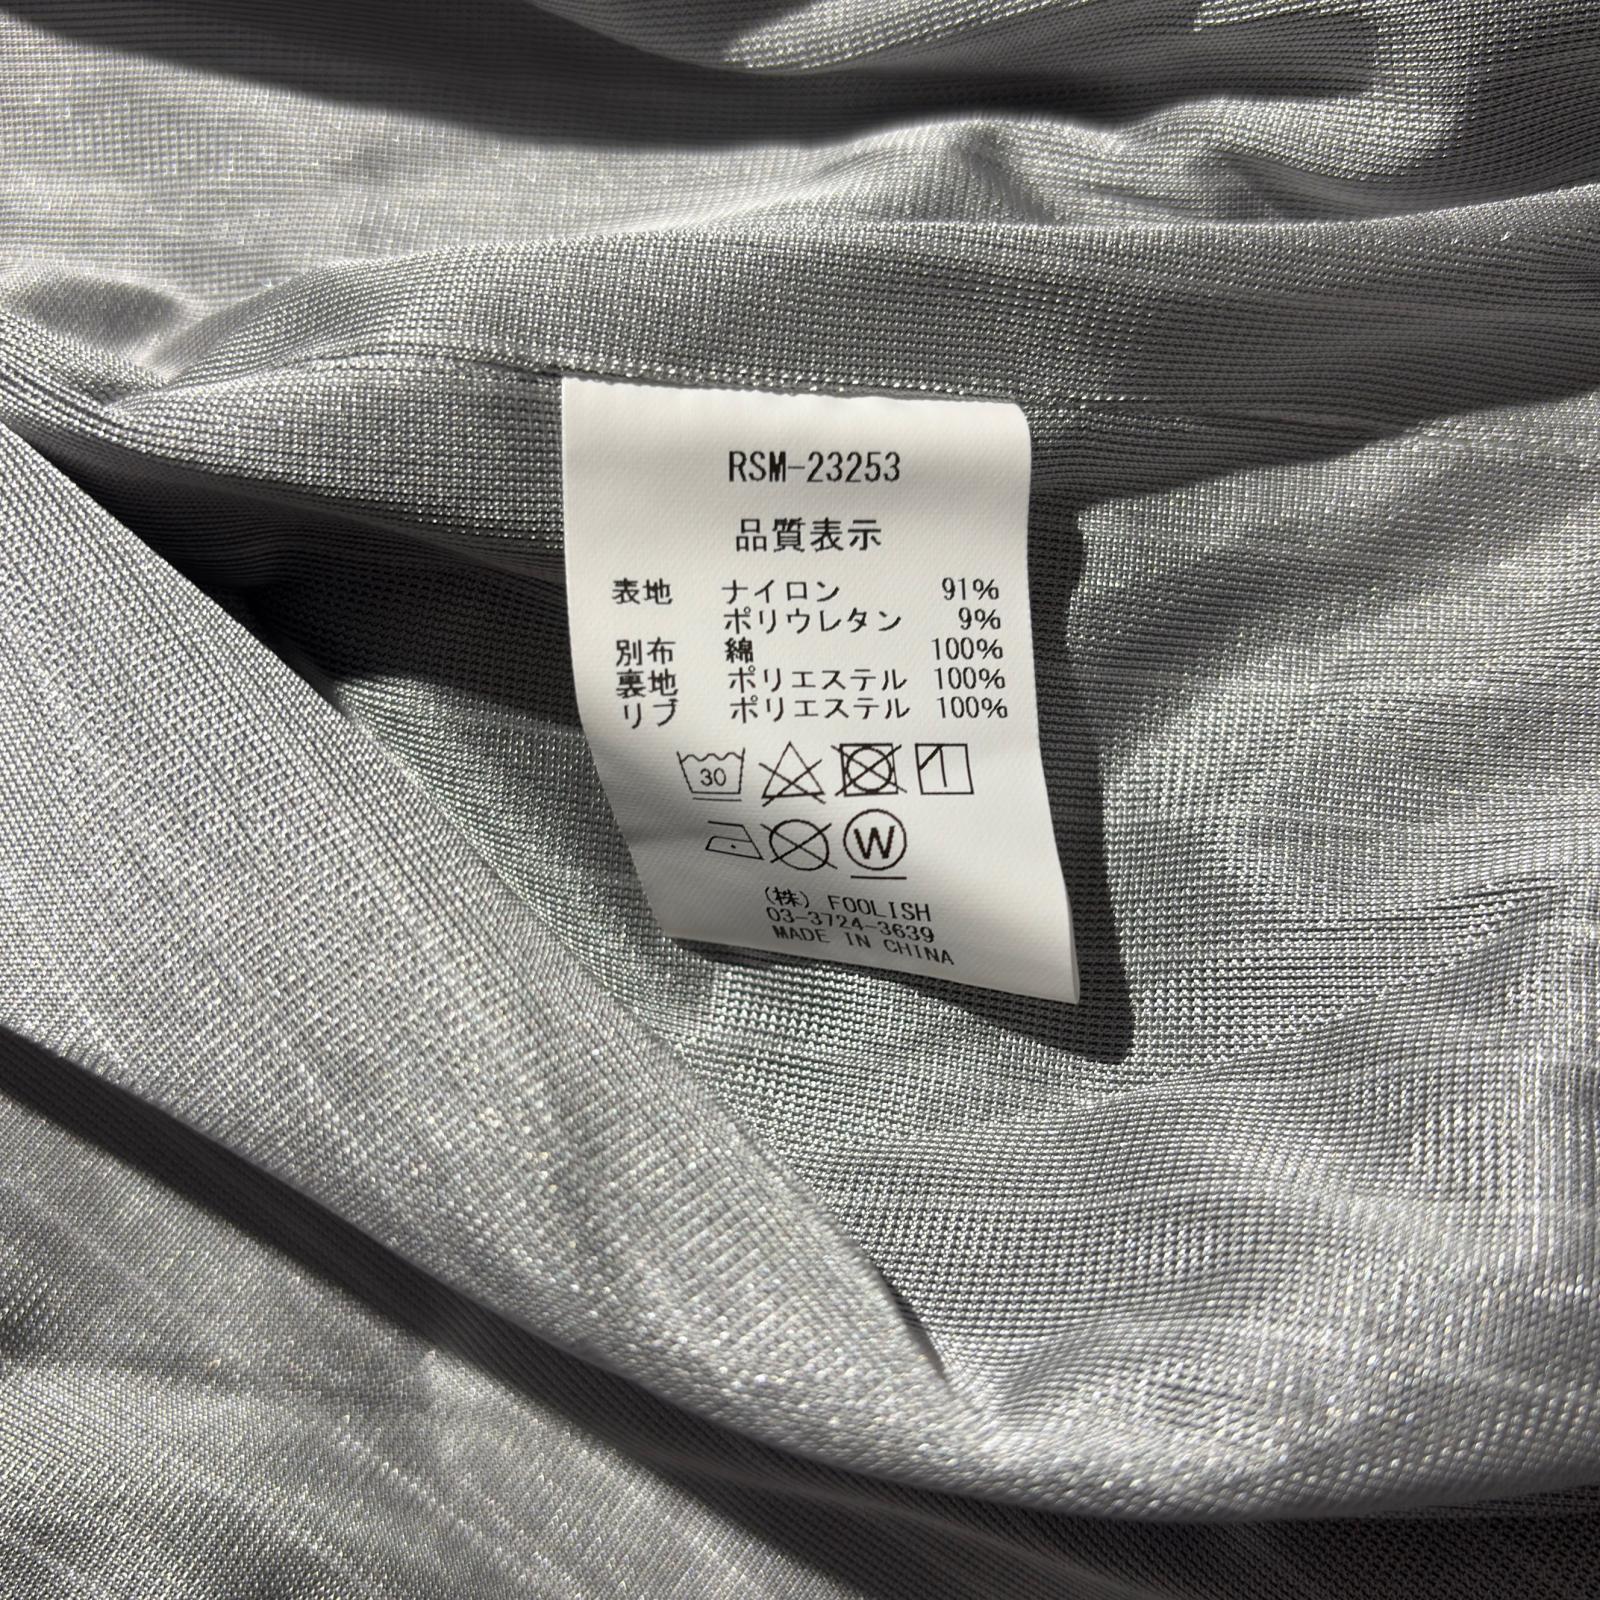 RSM-23253
品質表示
表地 ナイロン 91%
ポリウレタン 9%
別布 綿 100%
裏地 ポリエステル 100%
リブ ポリエステル 100%
30
W
(株) FOOLISH
03-3724-3639
MADE IN CHINA